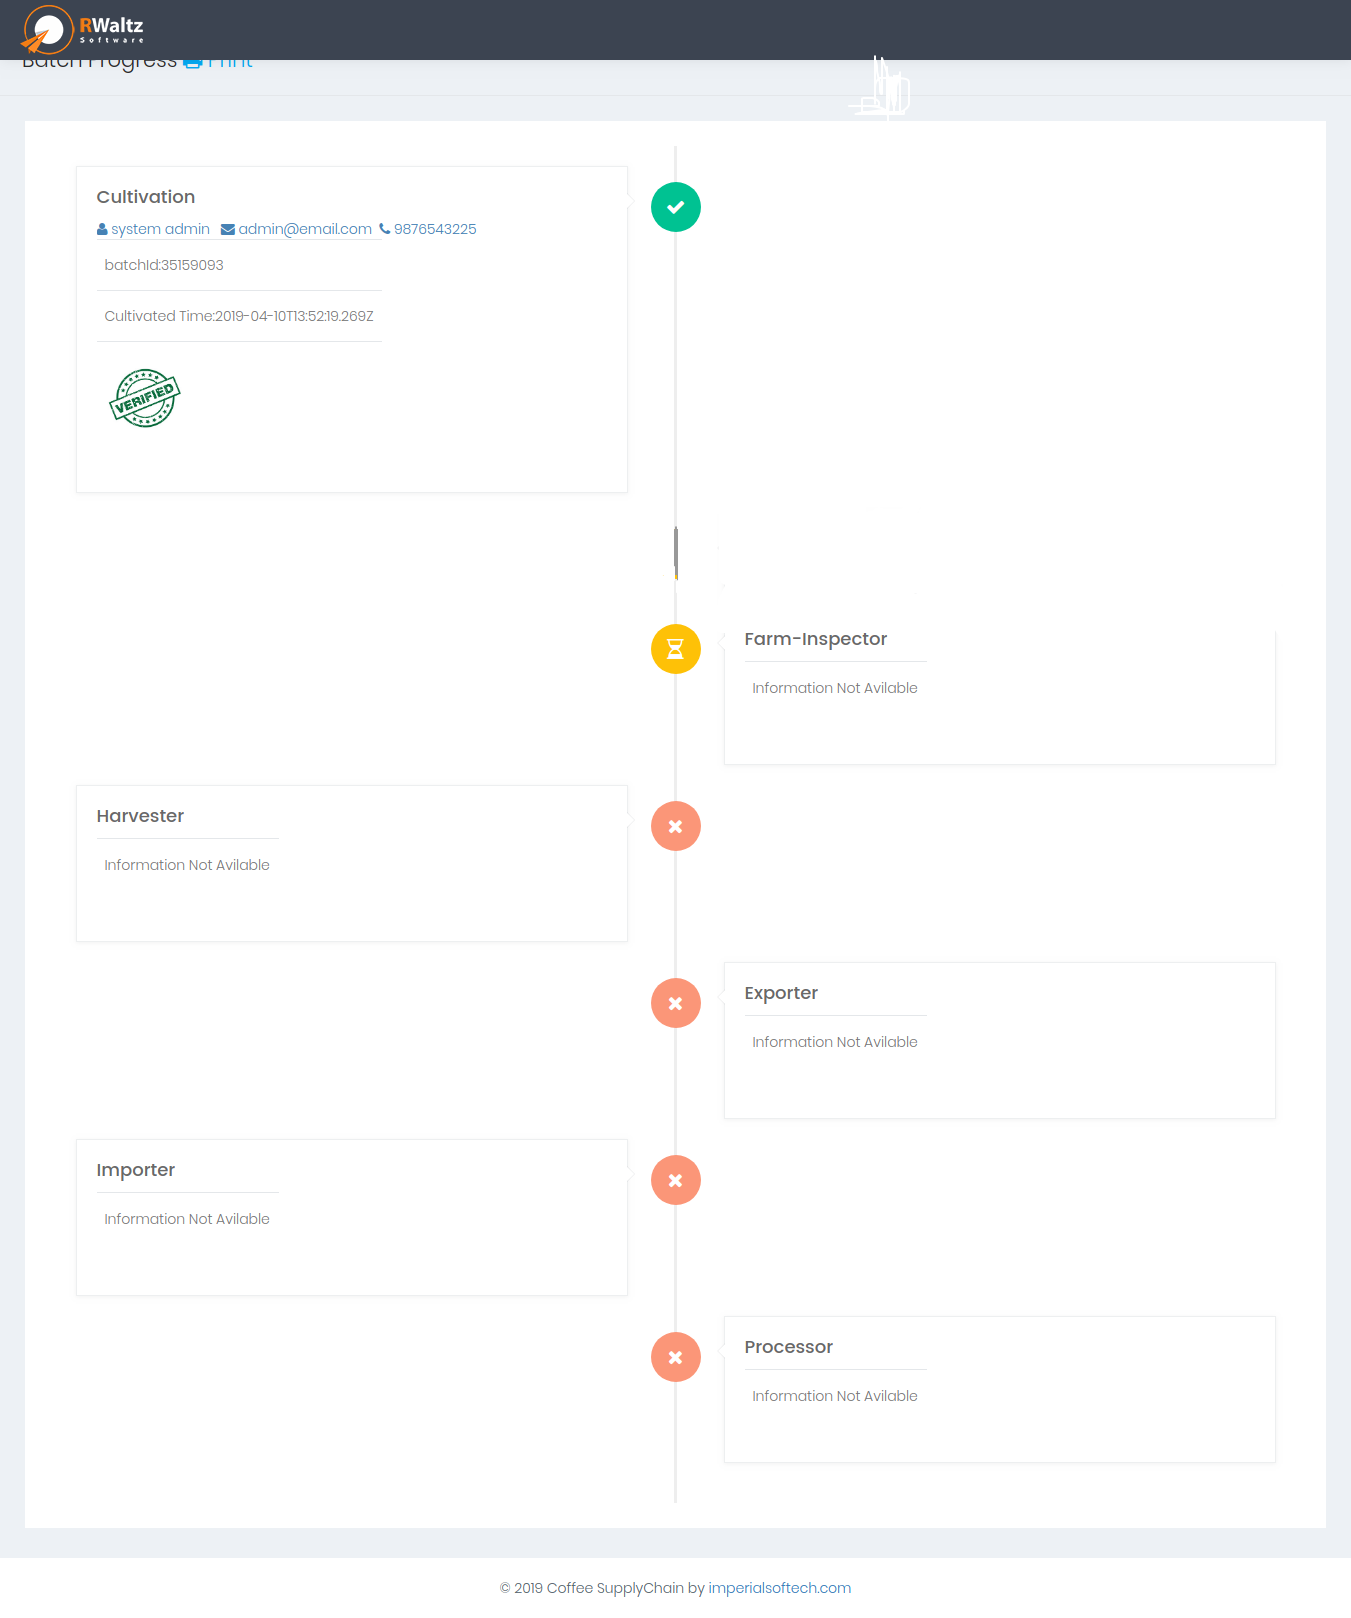 RWaltz
Software
Batch Progress Print
Cultivation
system admin admin@email.com 9876543225
batchId:35159093
Cultivated Time:2019-04-10T13:52:19.269Z
VERIFIED
Farm-Inspector
Information Not Avilable
Harvester
Information Not Avilable
Exporter
Information Not Avilable
Importer
Information Not Avilable
Processor
Information Not Avilable
© 2019 Coffee SupplyChain by imperialsoftech.com